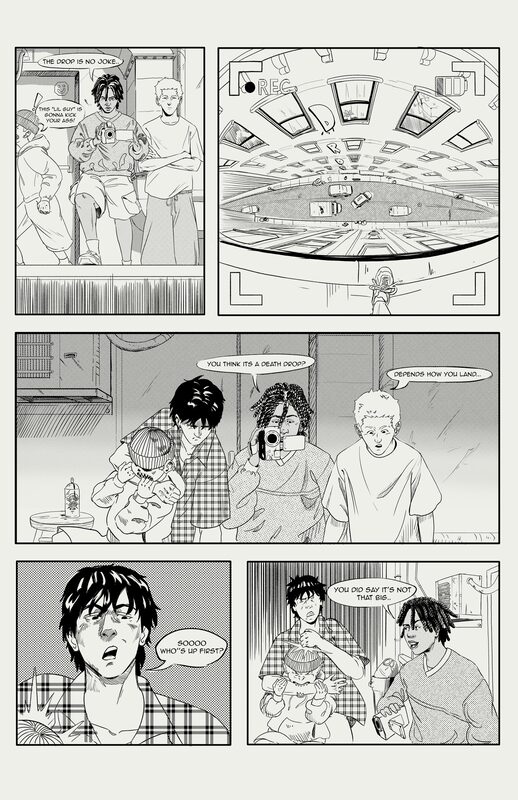 THE DROP IS NO JOKE..
THIS "LIL GUY" IS
GONNA KICK
YOUR ASS!
REC
YOU THINK ITS A DEATH DROP?
DEPENDS HOW YOU LAND...
SOOOO
WHO"S UP FIRST?
YOU DID SAY IT'S NOT
THAT BIG..